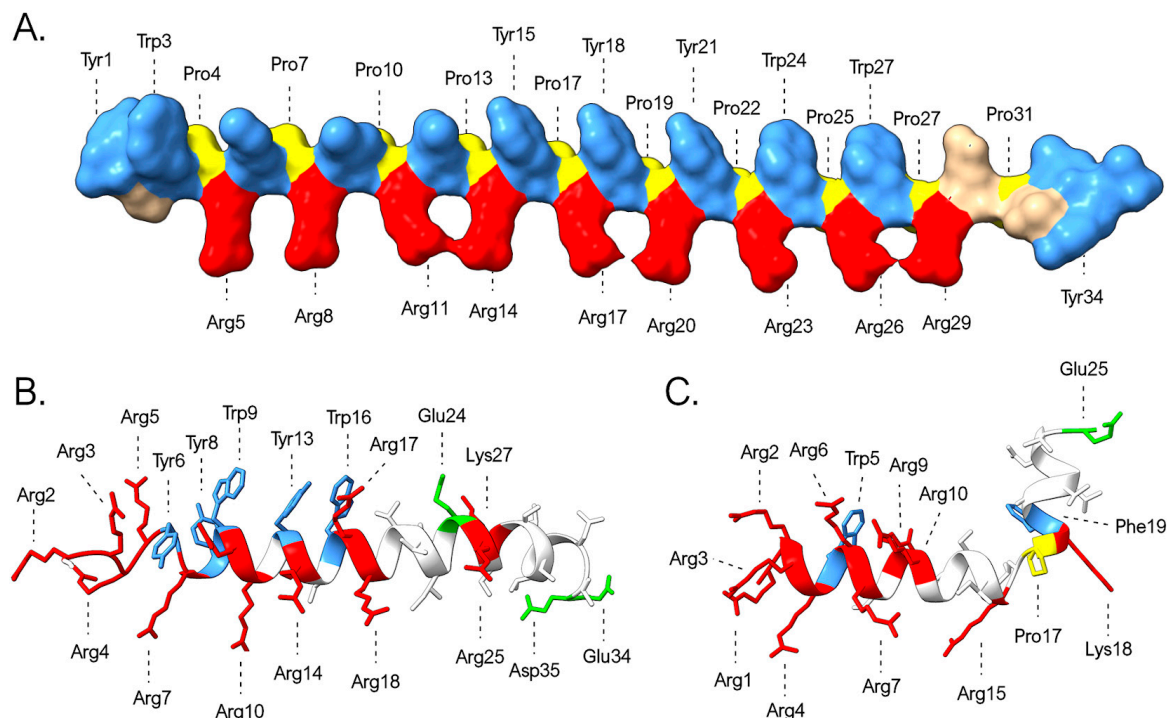 A.
Tyr1
Trp3
Pro4
Pro7
Pro10
Pro13
Tyr15
Pro17
Tyr18
Pro19
Tyr21
Pro22
Trp24
Pro25
Trp27
Pro27
Pro31
Arg5
Arg8
Arg11
Arg14
Arg17
Arg20
Arg23
Arg26
Arg29
Tyr34
B.
Arg2
Arg3
Arg5
Tyr6
Tyr8
Trp9
Tyr13
Trp16
Arg17
Glu24
Lys27
Arg4
Arg7
Arg10
Arg14
Arg18
Arg25
Asp35
Glu34
C.
Arg2
Arg6
Trp5
Arg9
Arg10
Glu25
Phe19
Arg3
Arg1
Arg4
Arg7
Arg15
Pro17
Lys18